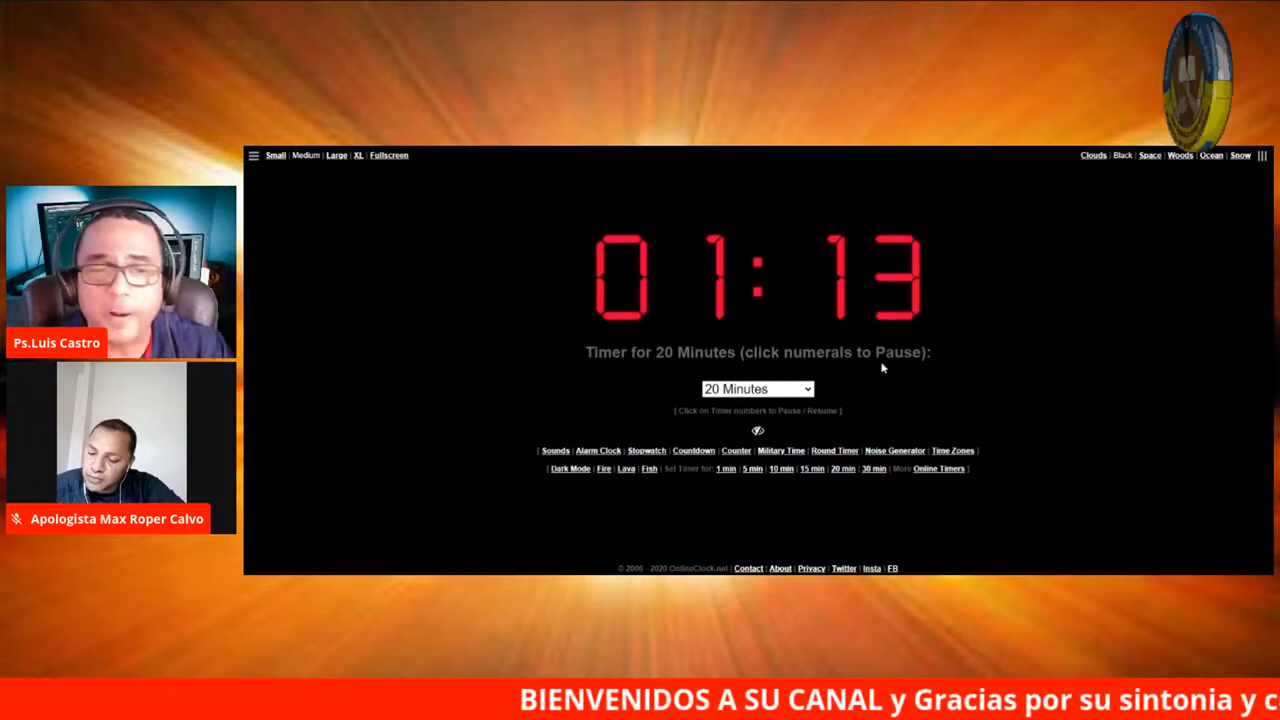 Small | Medium | Large | XL | Fullscreen
Clouds | Black | Space | Woods | Ocean | Snow
01:13
Timer for 20 Minutes (click numerals to Pause):
20 Minutes
[ Click on Timer numbers to Pause / Resume ]
[ Sounds | Alarm Clock | Stopwatch | Countdown | Counter | Military Time | Round Timer | Noise Generator | Time Zones ]
[ Dark Mode | Fire | Lava | Fish | Set Timer for: 1 min | 5 min | 10 min | 15 min | 20 min | 30 min | More Online Timers ]
© 2006 - 2020 OnlineClock.net | Contact | About | Privacy | Twitter | Insta | FB
Ps.Luis Castro
Apologista Max Roper Calvo
BIENVENIDOS A SU CANAL y Gracias por su sintonia y c